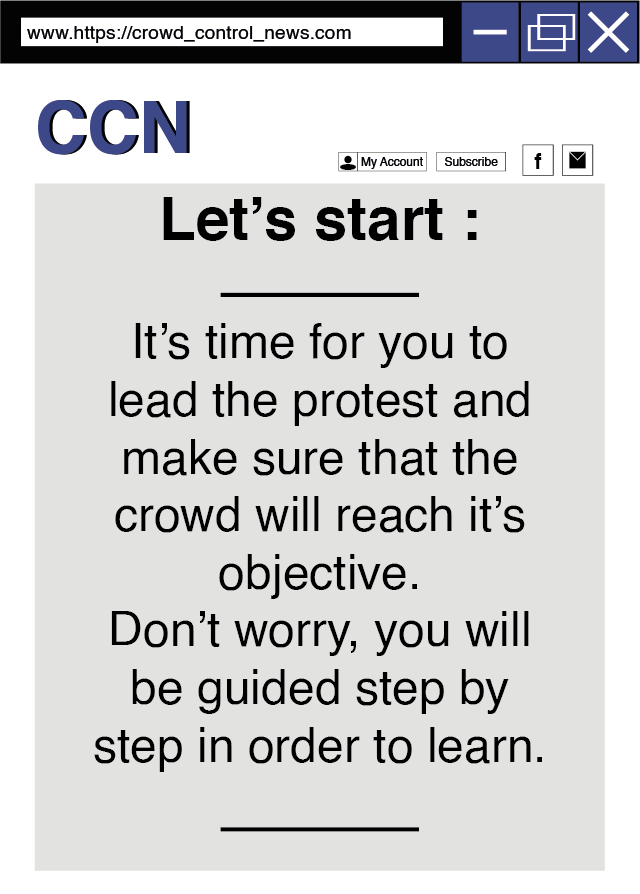 www.https://crowd_control_news.com
CCN
My Account
Subscribe
f
Let’s start :
It’s time for you to
lead the protest and
make sure that the
crowd will reach it’s
objective.
Don’t worry, you will
be guided step by
step in order to learn.